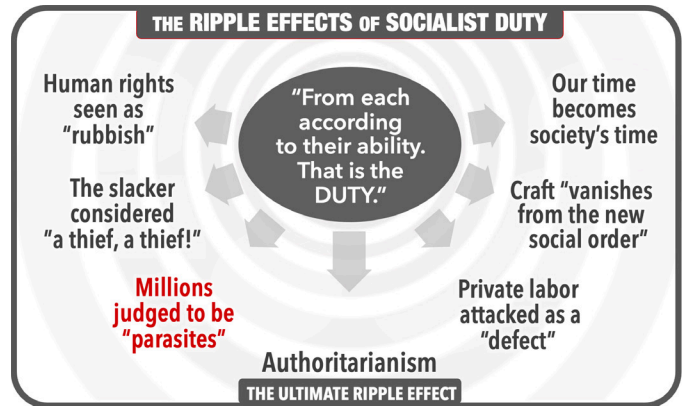 THE RIPPLE EFFECTS OF SOCIALIST DUTY
"From each
according
to their ability.
That is the
DUTY."
Human rights
seen as
"rubbish"
The slacker
considered
"a thief, a thief!"
Millions
judged to be
"parasites"
Our time
becomes
society's time
Craft "vanishes
from the new
social order"
Private labor
attacked as a
"defect"
Authoritarianism
THE ULTIMATE RIPPLE EFFECT